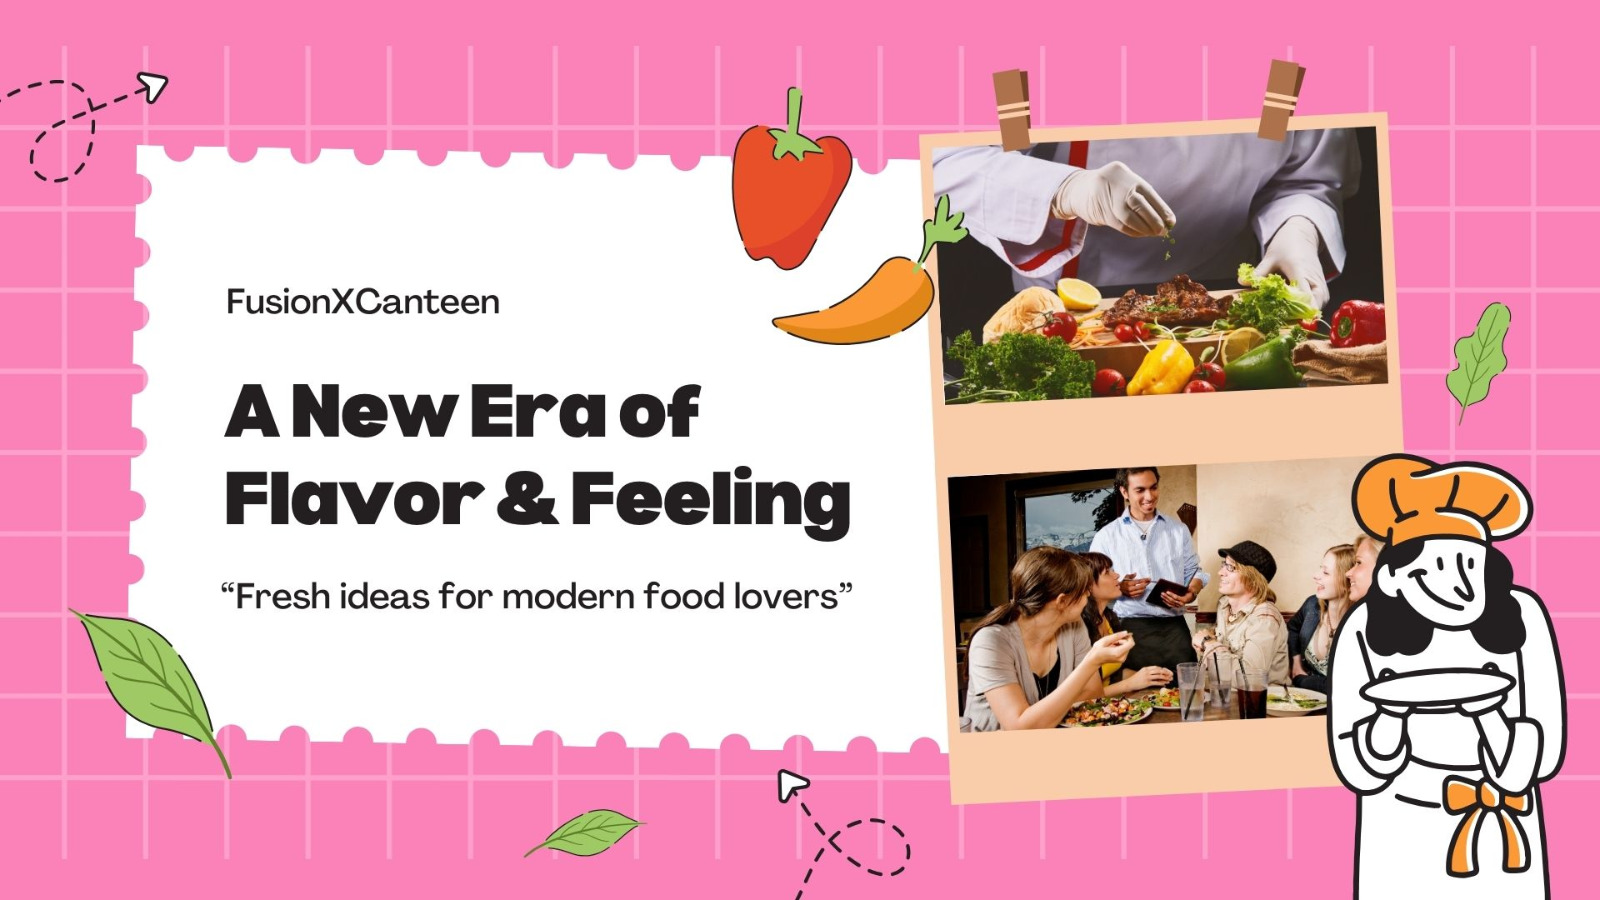 FusionXCanteen
A New Era of
Flavor & Feeling
“Fresh ideas for modern food lovers”